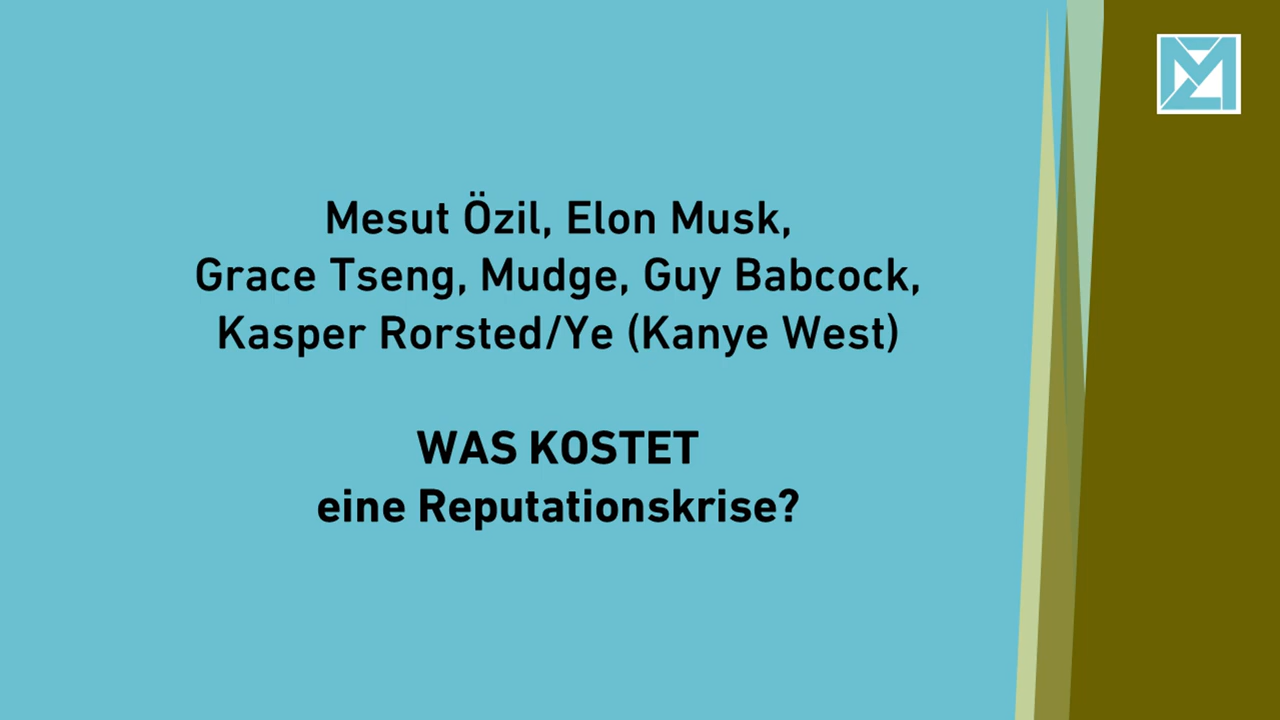 Mesut Özil, Elon Musk,
Grace Tseng, Mudge, Guy Babcock,
Kasper Rorsted/Ye (Kanye West)
WAS KOSTET
eine Reputationskrise?